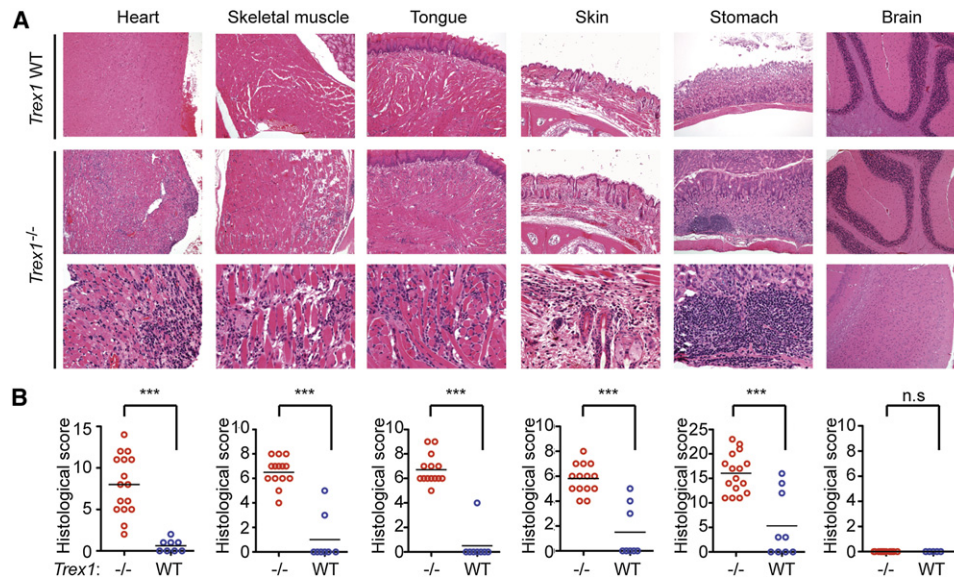 A
Heart Skeletal muscle Tongue Skin Stomach Brain
Trex1 WT
Trex1-/-
B
*** *** *** *** *** n.s
Histological score Histological score Histological score Histological score Histological score Histological score
15 10 10 10 25 10
10 8 8 8 20 8
5 6 6 6 15 6
0 4 4 4 10 4
2 2 2 5 2
0 0 0 0 0
Trex1: -/- WT -/- WT -/- WT -/- WT -/- WT -/- WT